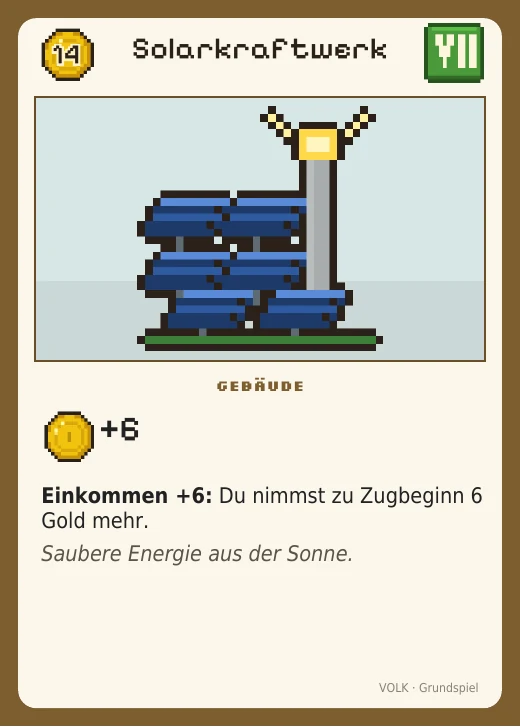 14 Solarkraftwerk VII
GEBÄUDE
+6
Einkommen +6: Du nimmst zu Zugbeginn 6
Gold mehr.
Saubere Energie aus der Sonne.
VOLK · Grundspiel